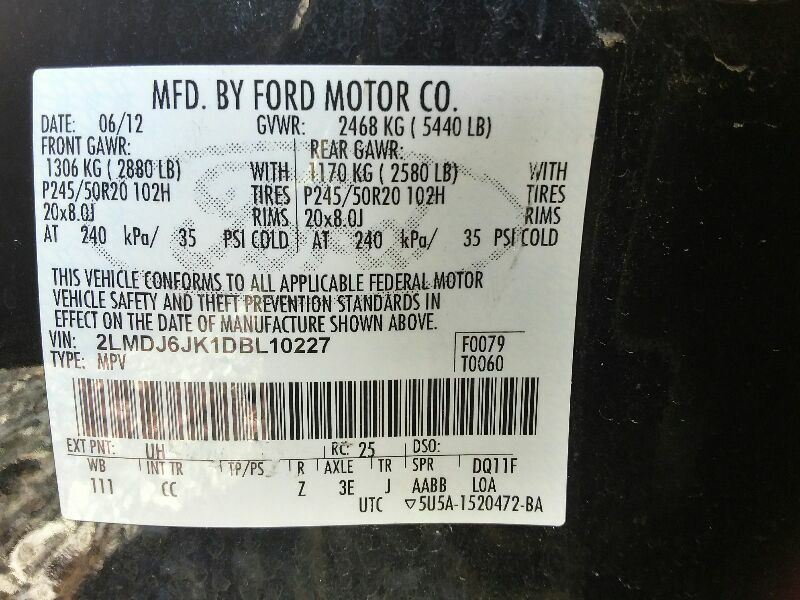 MFD. BY FORD MOTOR CO.
DATE: 06/12 GVWR: 2468 KG ( 5440 LB)
FRONT GAWR: REAR GAWR:
1306 KG ( 2880 LB) WITH 1170 KG ( 2580 LB) WITH
P245/50R20 102H TIRES P245/50R20 102H TIRES
20x8.0J RIMS 20x8.0J RIMS
AT 240 kPa/ 35 PSI COLD AT 240 kPa/ 35 PSI COLD
THIS VEHICLE CONFORMS TO ALL APPLICABLE FEDERAL MOTOR
VEHICLE SAFETY AND THEFT PREVENTION STANDARDS IN
EFFECT ON THE DATE OF MANUFACTURE SHOWN ABOVE.
VIN: 2LMDJ6JK1DBL10227 F0079
TYPE: MPV T0060
EXT PNT: UH RC: 25 DSO:
WB INT TR TP/PS R AXLE TR SPR DQ11F
111 CC Z 3E J AABB LOA
UTC ▽5U5A-1520472-BA